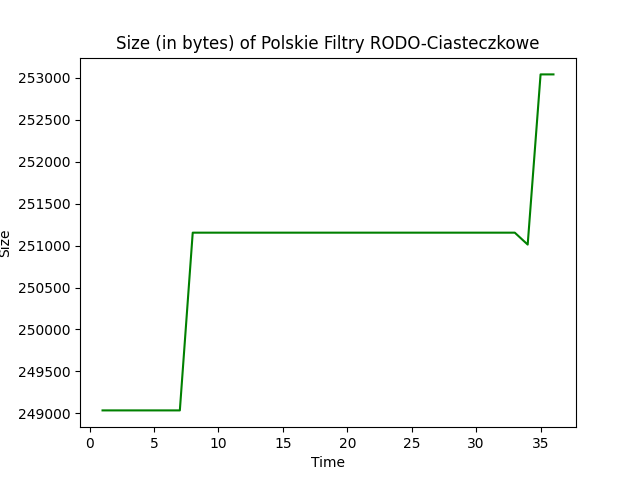 Size (in bytes) of Polskie Filtry RODO-Ciasteczkowe
253000
252500
252000
251500
251000
250500
250000
249500
249000
Size
0 5 10 15 20 25 30 35
Time